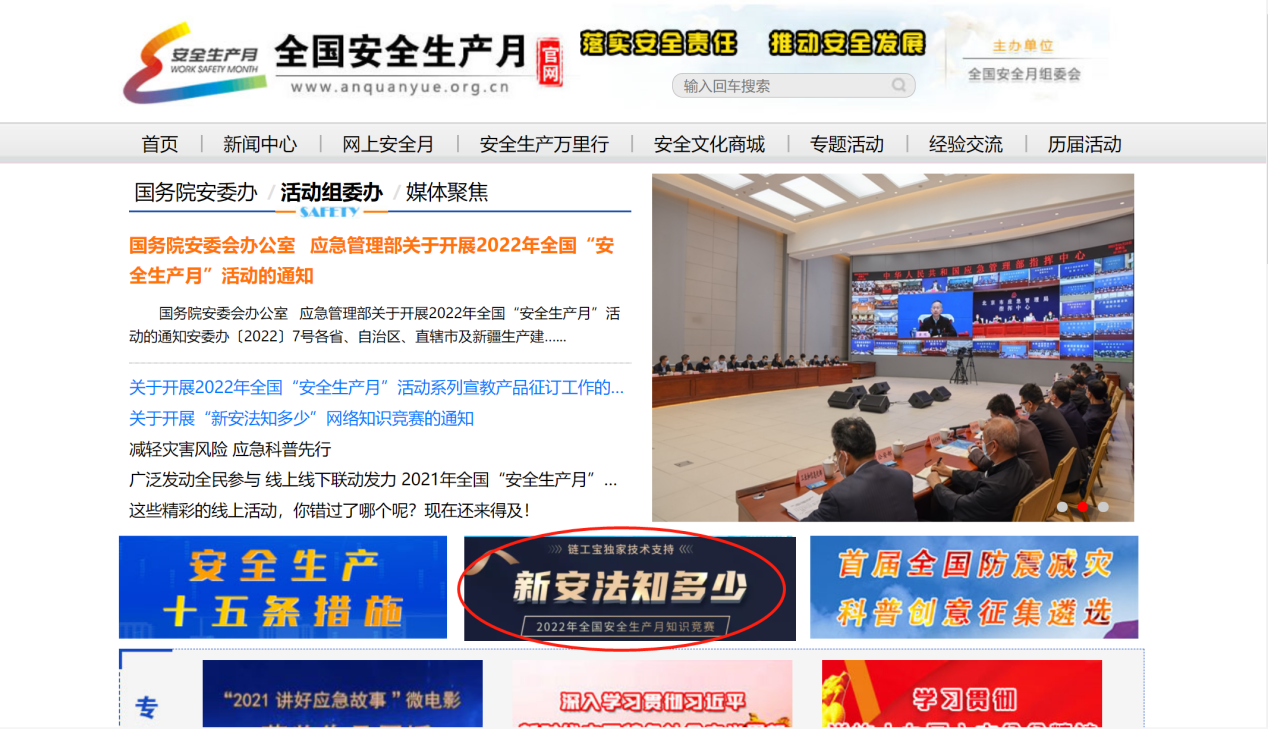 安全生产月
WORK SAFETY MONTH
全国安全生产月
官网
www.anquanyue.org.cn
落实安全责任 推动安全发展
输入回车搜索
主办单位
全国安全月组委会
首页 | 新闻中心 | 网上安全月 | 安全生产万里行 | 安全文化商城 | 专题活动 | 经验交流 | 历届活动
国务院安委办 / 活动组委办 / 媒体聚焦
SAFETY
国务院安委会办公室 应急管理部关于开展2022年全国“安
全生产月”活动的通知
国务院安委会办公室 应急管理部关于开展2022年全国“安全生产月”活
动的通知安委办〔2022〕7号各省、自治区、直辖市及新疆生产建......
关于开展2022年全国“安全生产月”活动系列宣教产品征订工作的...
关于开展“新安法知多少”网络知识竞赛的通知
减轻灾害风险 应急科普先行
广泛发动全民参与 线上线下联动发力 2021年全国“安全生产月”...
这些精彩的线上活动，你错过了哪个呢？现在还来得及！
中华人民共和国应急管理部指挥中心
北京市应急管理局
指挥中心
安全生产
十五条措施
链工宝独家技术支持
新安法知多少
2022年全国安全生产月知识竞赛
首届全国防震减灾
科普创意征集遴选
专
“2021 讲好应急故事”微电影
深入学习贯彻习近平
学习贯彻